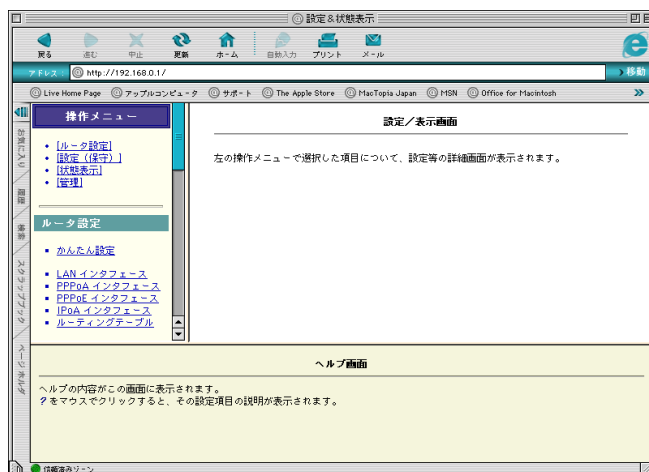 設定＆状態表示
戻る 進む 中止 更新 ホーム 自動入力 プリント メール
アドレス： http://192.168.0.1/ 移動
Live Home Page アップルコンピュータ サポート The Apple Store MacTopia Japan MSN Office for Macintosh
お気に入り
履歴
検索
スクラップブック
ページ ホルダ
操作メニュー
[ルータ設定]
[設定（保守）]
[状態表示]
[管理]
ルータ設定
かんたん設定
LAN インタフェース
PPPoA インタフェース
PPPoE インタフェース
IPoA インタフェース
ルーティングテーブル
設定／表示画面
左の操作メニューで選択した項目について、設定等の詳細画面が表示されます。
ヘルプ画面
ヘルプの内容がこの画面に表示されます。
? をマウスでクリックすると、その設定項目の説明が表示されます。
信頼済みゾーン